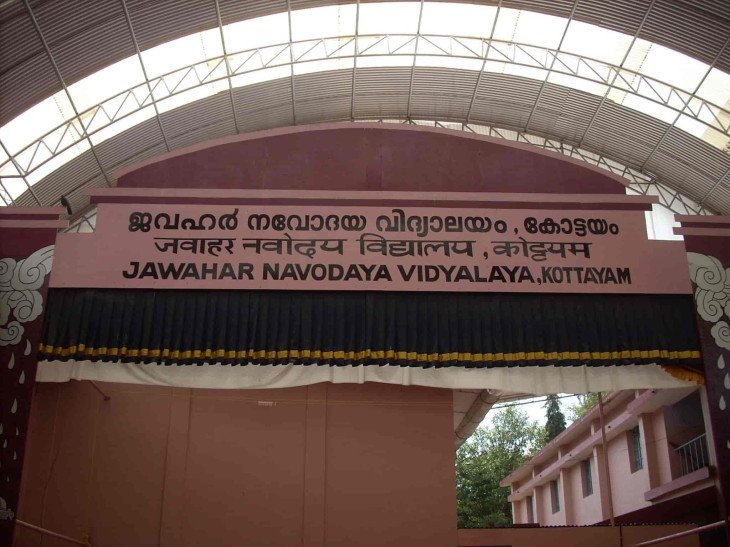 ജവഹർ നവോദയ വിദ്യാലയം, കോട്ടയം
जवाहर नवोदय विद्यालय, कोट्टयम
JAWAHAR NAVODAYA VIDYALAYA, KOTTAYAM